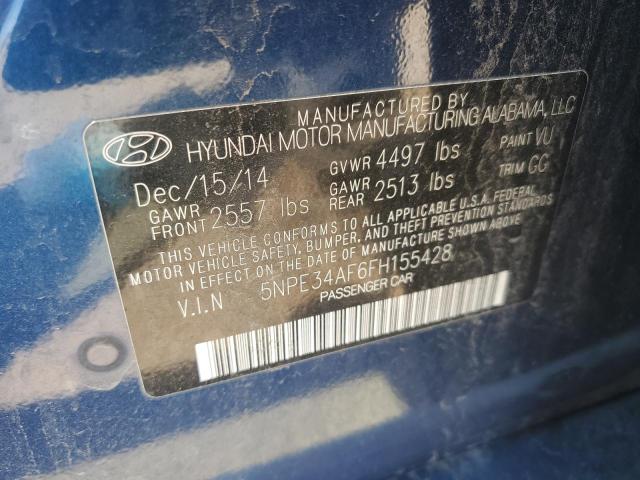 MANUFACTURED BY
HYUNDAI MOTOR MANUFACTURING ALABAMA, LLC
Dec/15/14 GVWR 4497 lbs PAINT VU
GAWR FRONT 2557 lbs GAWR REAR 2513 lbs TRIM GG
THIS VEHICLE CONFORMS TO ALL APPLICABLE U.S.A. FEDERAL
MOTOR VEHICLE SAFETY, BUMPER, AND THEFT PREVENTION STANDARDS
IN EFFECT ON THE DATE OF MANUFACTURE SHOWN ABOVE
V.I.N 5NPE34AF6FH155428
PASSENGER CAR